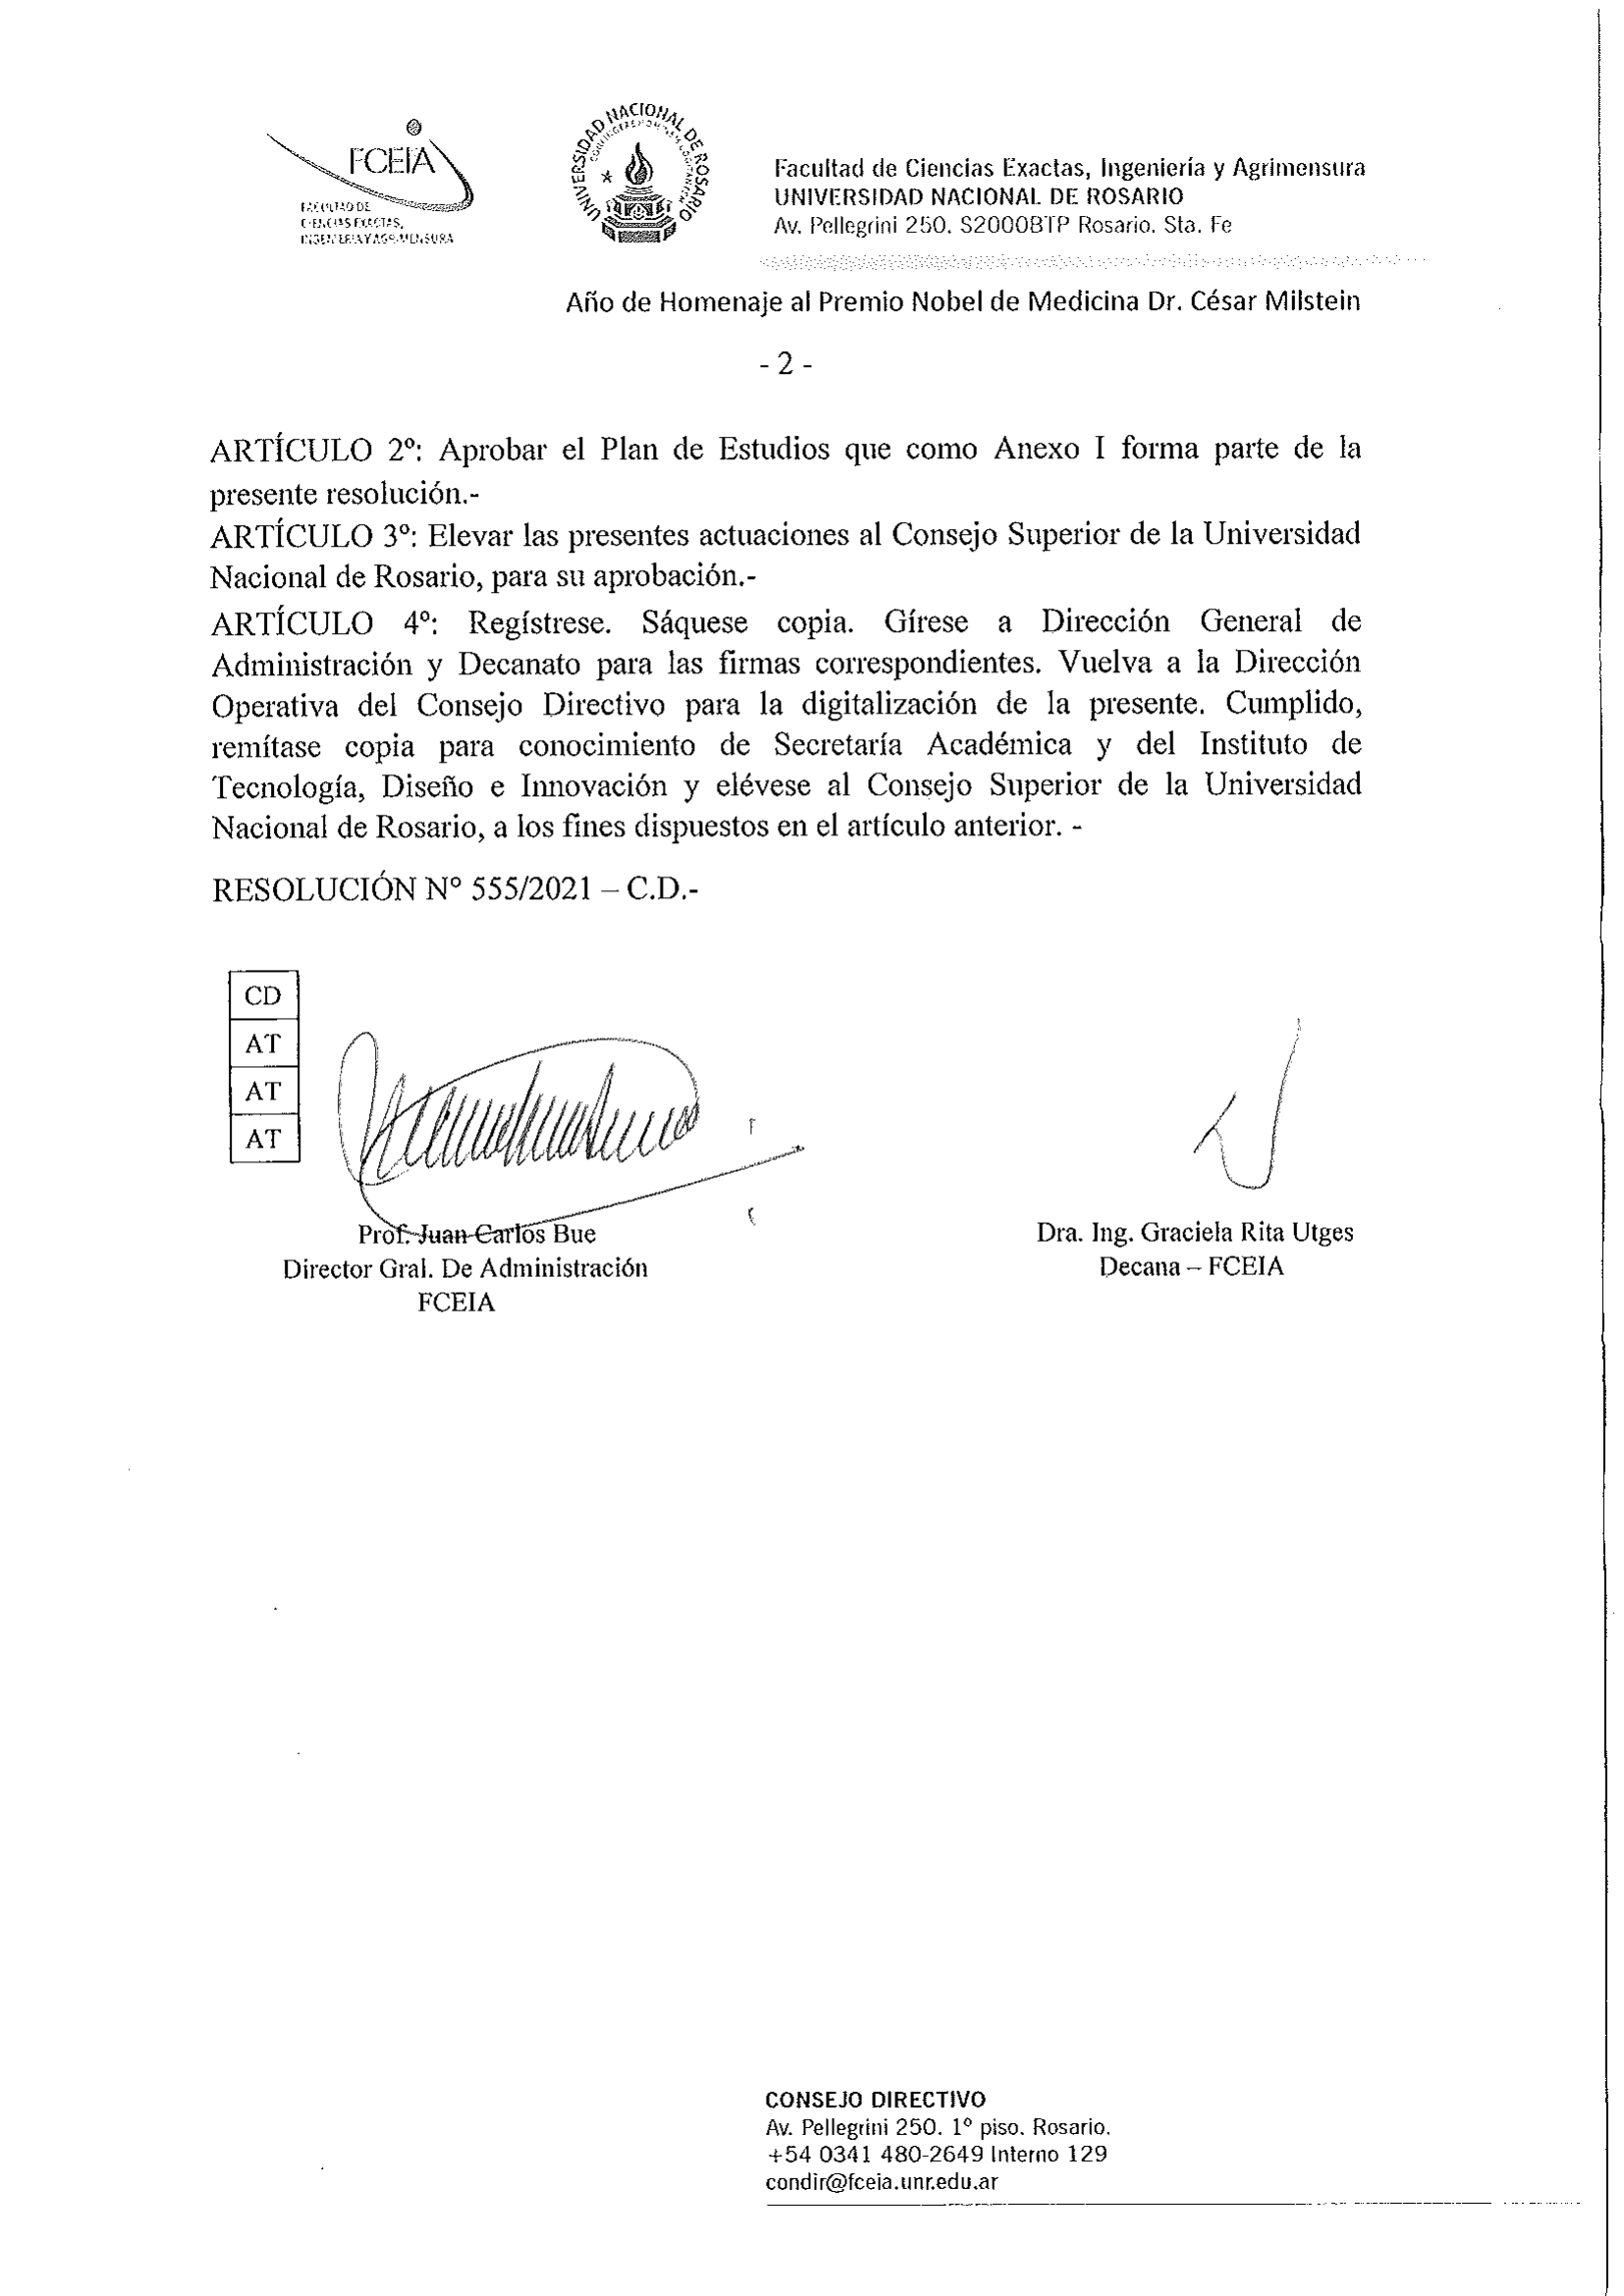 FCEIA
FACULTAD DE
CIENCIAS EXACTAS,
INGENIERIA Y AGRIMENSURA
UNIVERSIDAD NACIONAL DE ROSARIO
Facultad de Ciencias Exactas, Ingeniería y Agrimensura
UNIVERSIDAD NACIONAL DE ROSARIO
Av. Pellegrini 250. S2000BTP Rosario. Sta. Fe
Año de Homenaje al Premio Nobel de Medicina Dr. César Milstein
- 2 -
ARTÍCULO 2º: Aprobar el Plan de Estudios que como Anexo I forma parte de la
presente resolución.-
ARTÍCULO 3º: Elevar las presentes actuaciones al Consejo Superior de la Universidad
Nacional de Rosario, para su aprobación.-
ARTÍCULO 4º: Regístrese. Sáquese copia. Gírese a Dirección General de
Administración y Decanato para las firmas correspondientes. Vuelva a la Dirección
Operativa del Consejo Directivo para la digitalización de la presente. Cumplido,
remítase copia para conocimiento de Secretaría Académica y del Instituto de
Tecnología, Diseño e Innovación y elévese al Consejo Superior de la Universidad
Nacional de Rosario, a los fines dispuestos en el artículo anterior. -
RESOLUCIÓN Nº 555/2021 – C.D.-
CD
AT
AT
AT
Prof. Juan Carlos Bue
Director Gral. De Administración
FCEIA
Dra. Ing. Graciela Rita Utges
Decana – FCEIA
CONSEJO DIRECTIVO
Av. Pellegrini 250. 1º piso. Rosario.
+54 0341 480-2649 Interno 129
condir@fceia.unr.edu.ar